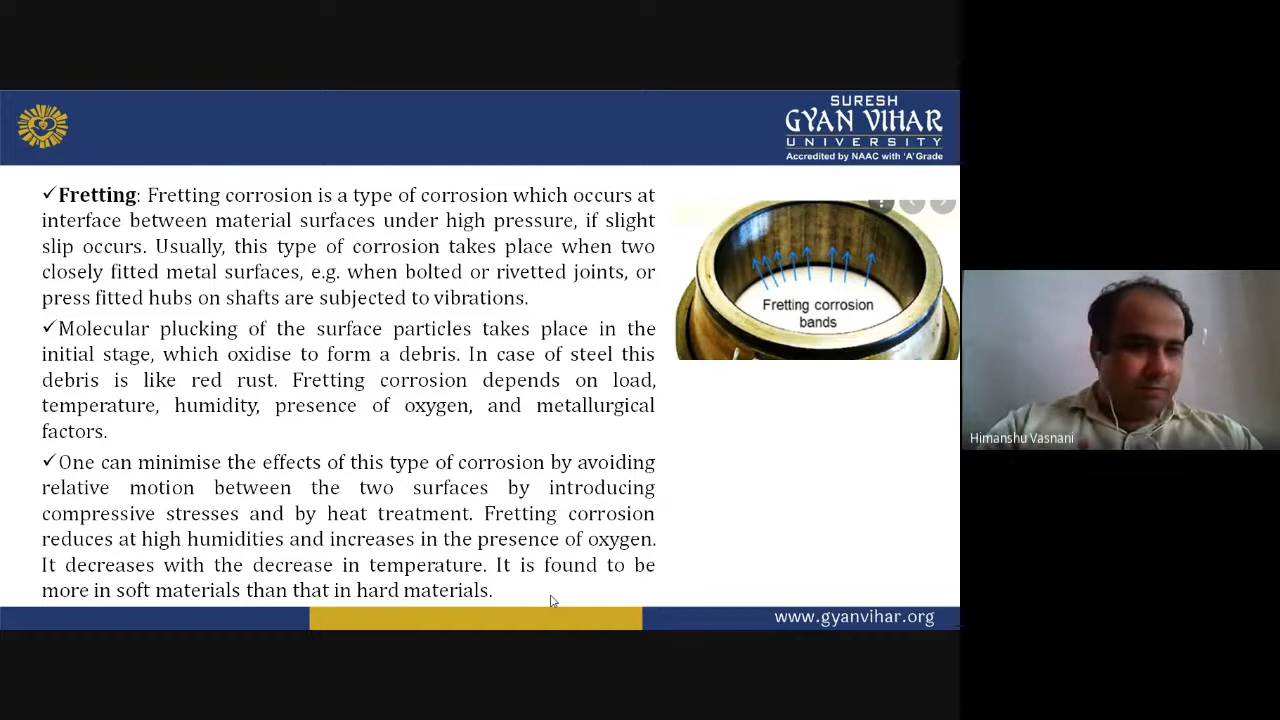 SURESH
GYAN VIHAR
UNIVERSITY
Accredited by NAAC with 'A' Grade
✓Fretting: Fretting corrosion is a type of corrosion which occurs at
interface between material surfaces under high pressure, if slight
slip occurs. Usually, this type of corrosion takes place when two
closely fitted metal surfaces, e.g. when bolted or rivetted joints, or
press fitted hubs on shafts are subjected to vibrations.
✓Molecular plucking of the surface particles takes place in the
initial stage, which oxidise to form a debris. In case of steel this
debris is like red rust. Fretting corrosion depends on load,
temperature, humidity, presence of oxygen, and metallurgical
factors.
✓One can minimise the effects of this type of corrosion by avoiding
relative motion between the two surfaces by introducing
compressive stresses and by heat treatment. Fretting corrosion
reduces at high humidities and increases in the presence of oxygen.
It decreases with the decrease in temperature. It is found to be
more in soft materials than that in hard materials.
Fretting corrosion
bands
Himanshu Vasnani
www.gyanvihar.org